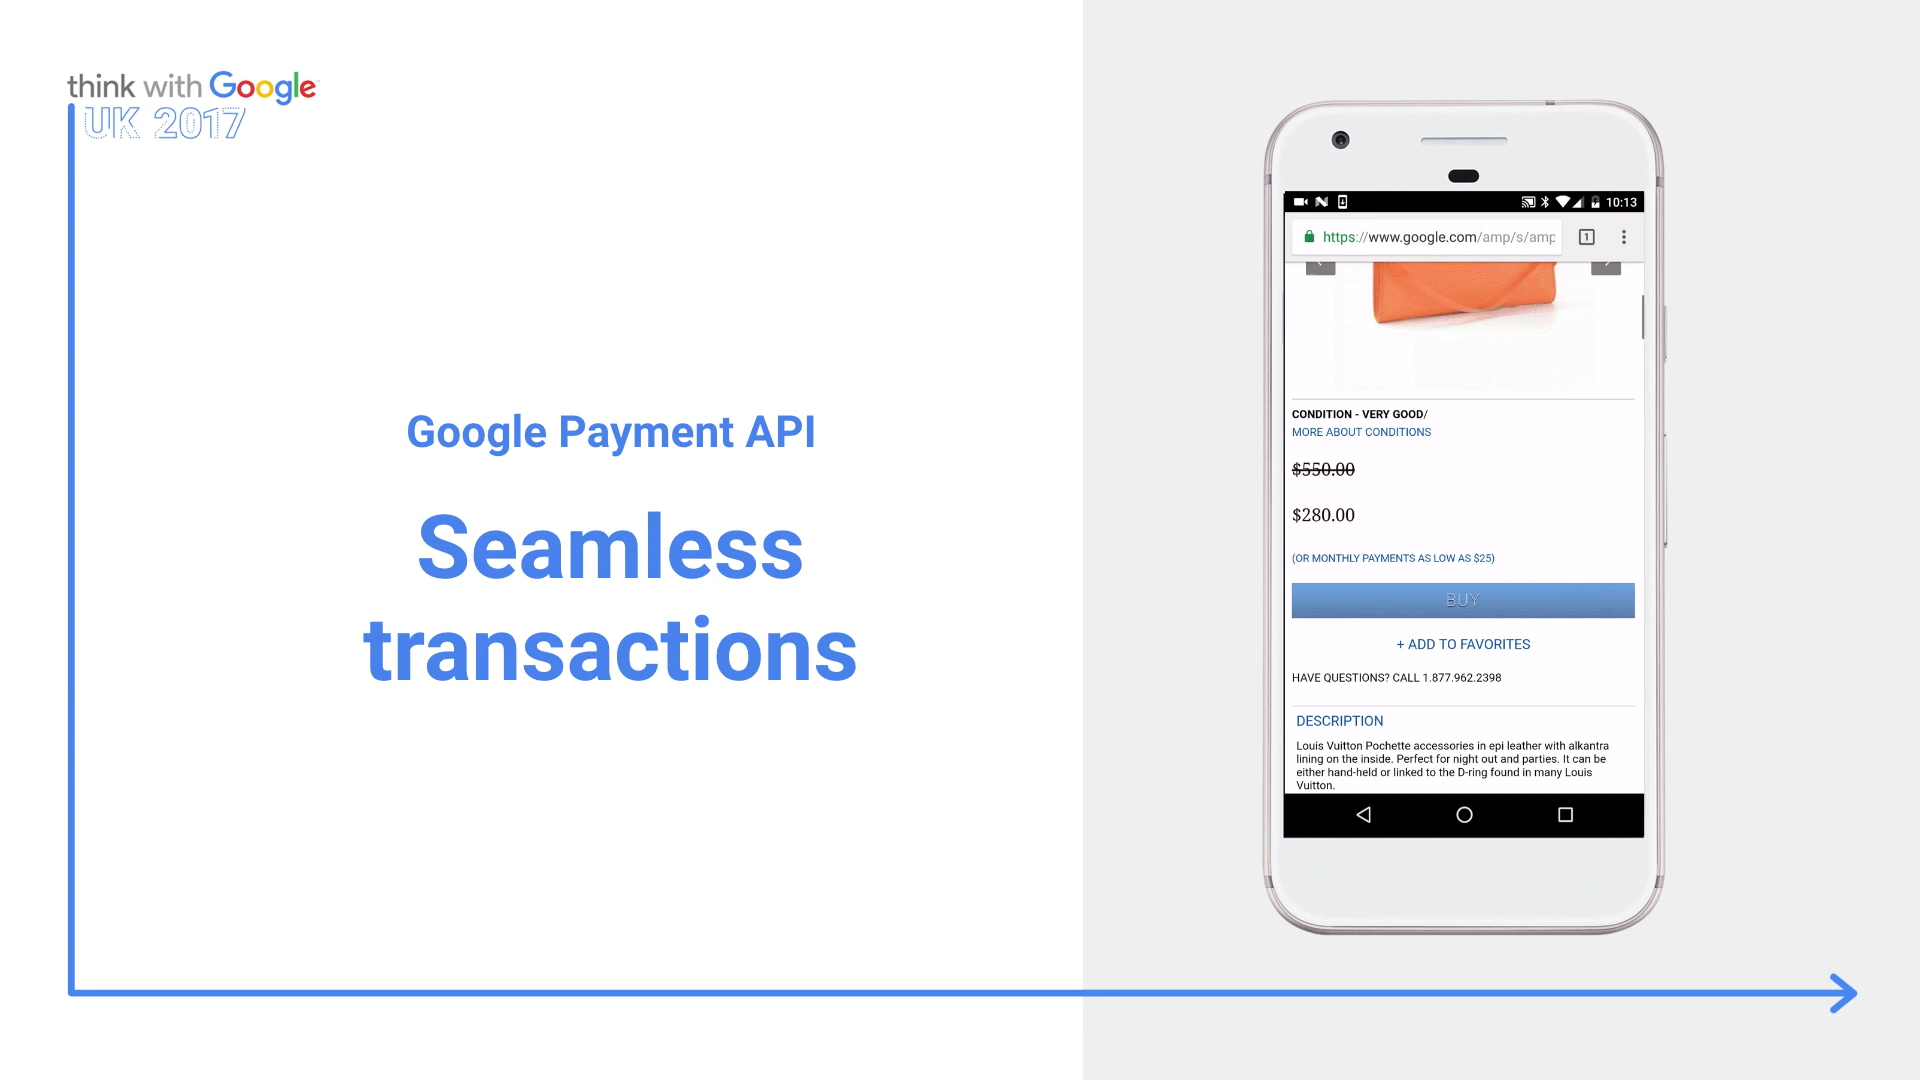 think with Google
UK 2017
Google Payment API
Seamless
transactions
10:13
https://www.google.com/amp/s/amp
1
CONDITION - VERY GOOD/
MORE ABOUT CONDITIONS
$550.00
$280.00
(OR MONTHLY PAYMENTS AS LOW AS $25)
BUY
+ ADD TO FAVORITES
HAVE QUESTIONS? CALL 1.877.962.2398
DESCRIPTION
Louis Vuitton Pochette accessories in epi leather with alkantra
lining on the inside. Perfect for night out and parties. It can be
either hand-held or linked to the D-ring found in many Louis
Vuitton.